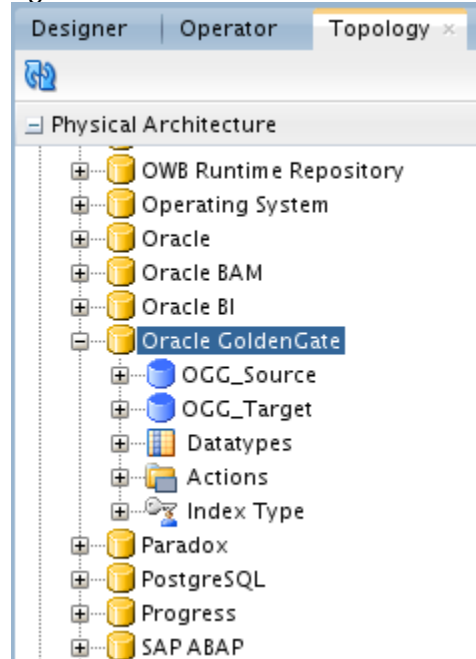 Designer
Operator
Topology
Physical Architecture
OWB Runtime Repository
Operating System
Oracle
Oracle BAM
Oracle BI
Oracle GoldenGate
OGG_Source
OGG_Target
Datatypes
Actions
Index Type
Paradox
PostgreSQL
Progress
SAP ABAP